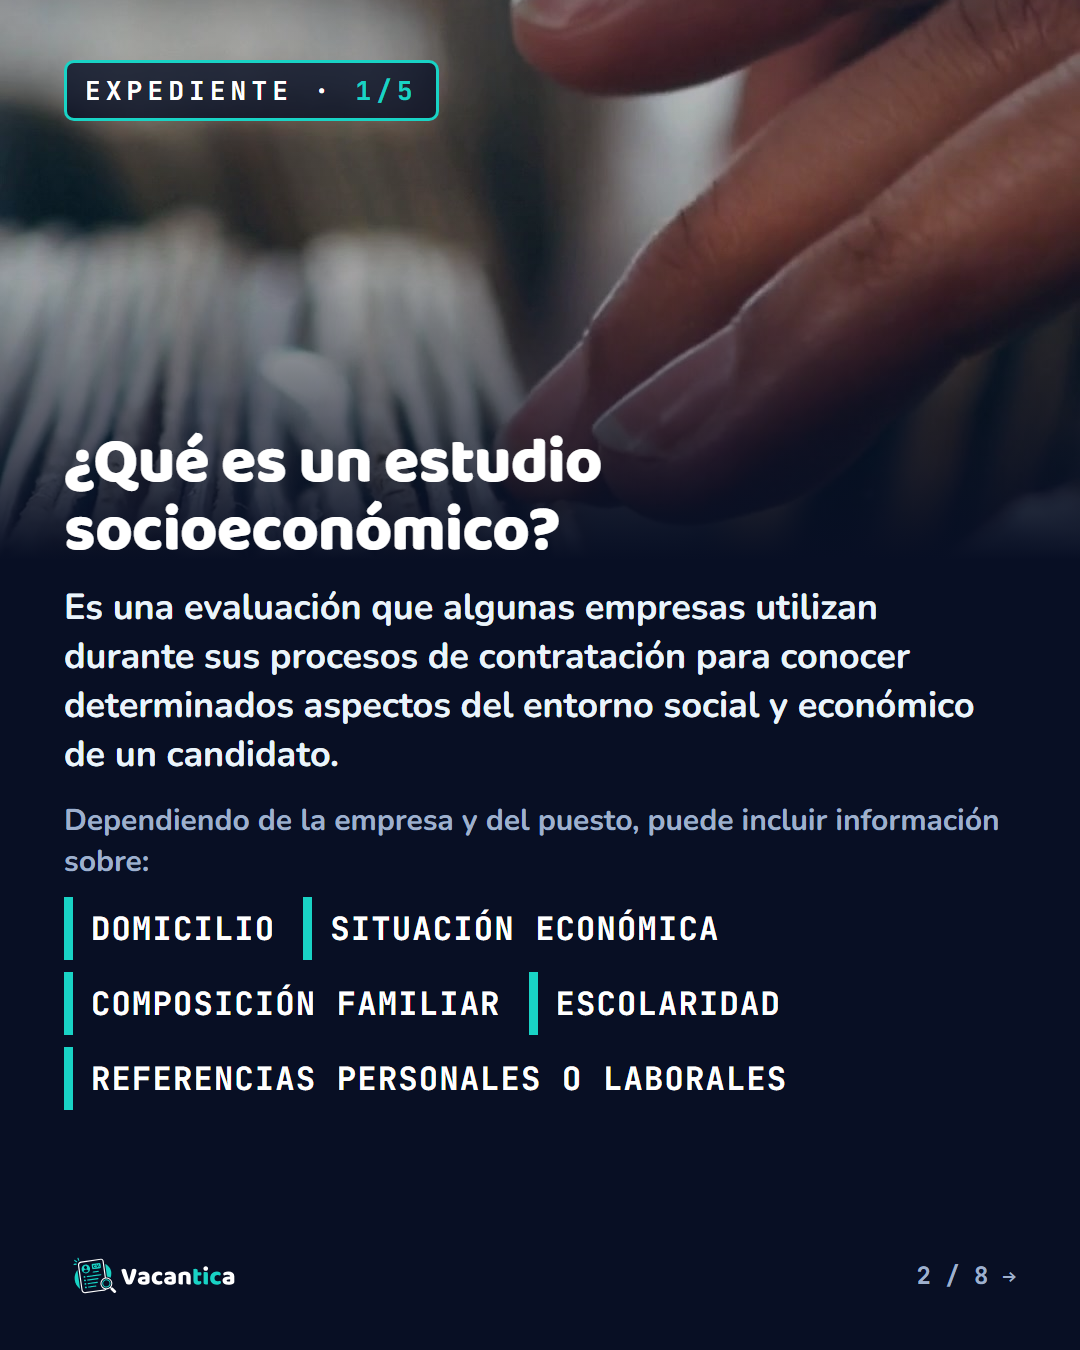 EXPEDIENTE · 1/5
¿Qué es un estudio
socioeconómico?
Es una evaluación que algunas empresas utilizan
durante sus procesos de contratación para conocer
determinados aspectos del entorno social y económico
de un candidato.
Dependiendo de la empresa y del puesto, puede incluir información
sobre:
DOMICILIO SITUACIÓN ECONÓMICA
COMPOSICIÓN FAMILIAR ESCOLARIDAD
REFERENCIAS PERSONALES O LABORALES
Vacantica 2 / 8 →